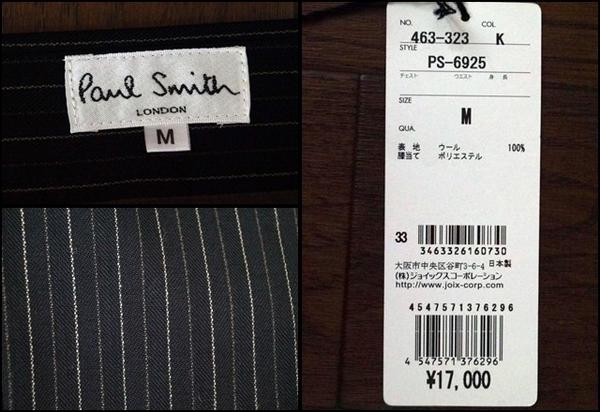 Paul Smith
LONDON
M
NO. COL
463-323 K
STYLE
PS-6925
チェスト ウエスト 身 長
SIZE
M
QUA.
表 地 ウール 100%
膝当て ポリエステル
33
3463326160730
大阪市中央区谷町3-6-4 日本製
(株)ジョイックスコーポレーション
http://www.joix-corp.com
4547571376296
4 547571 376296
¥17,000